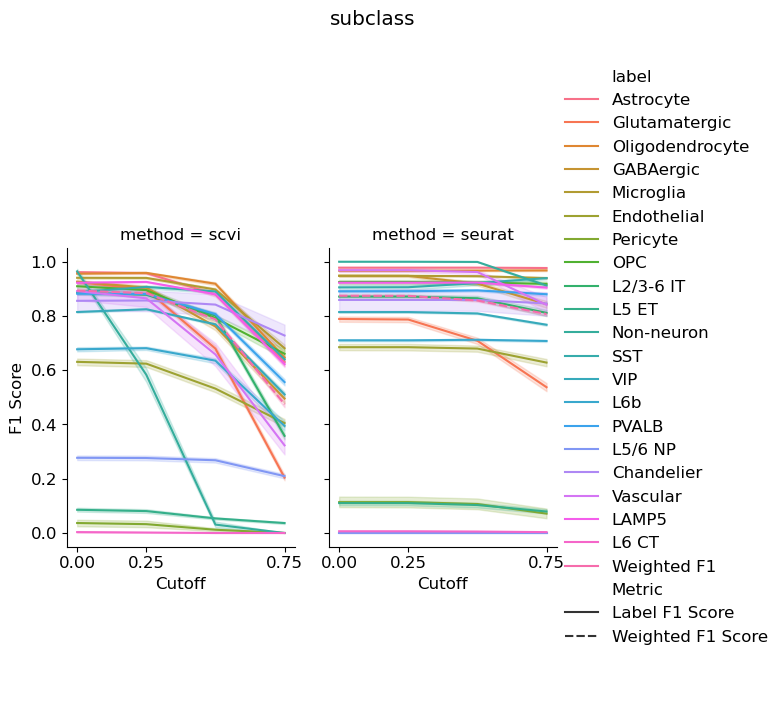 subclass
method = scvi
method = seurat
F1 Score
1.0
0.8
0.6
0.4
0.2
0.0
0.00
0.25
0.75
Cutoff
0.00
0.25
0.75
Cutoff
label
Astrocyte
Glutamatergic
Oligodendrocyte
GABAergic
Microglia
Endothelial
Pericyte
OPC
L2/3-6 IT
L5 ET
Non-neuron
SST
VIP
L6b
PVALB
L5/6 NP
Chandelier
Vascular
LAMP5
L6 CT
Weighted F1
Metric
Label F1 Score
Weighted F1 Score